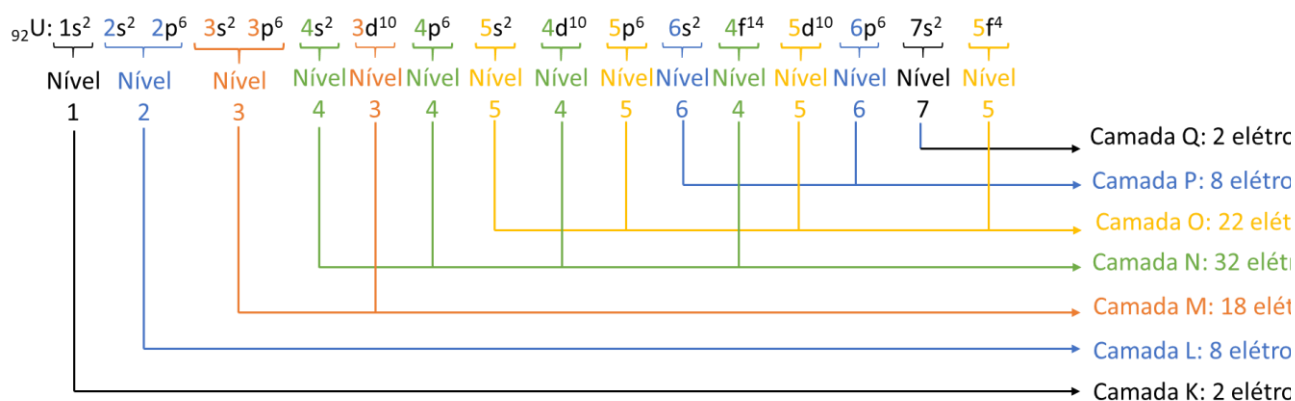 ₉₂U: 1s² 2s² 2p⁶ 3s² 3p⁶ 4s² 3d¹⁰ 4p⁶ 5s² 4d¹⁰ 5p⁶ 6s² 4f¹⁴ 5d¹⁰ 6p⁶ 7s² 5f⁴
Nível Nível Nível Nível Nível Nível Nível Nível Nível Nível Nível Nível Nível Nível Nível
1 2 3 4 3 4 5 4 5 6 4 5 6 7 5
Camada Q: 2 elétro
Camada P: 8 elétro
Camada O: 22 elét
Camada N: 32 elétr
Camada M: 18 elét
Camada L: 8 elétro
Camada K: 2 elétro